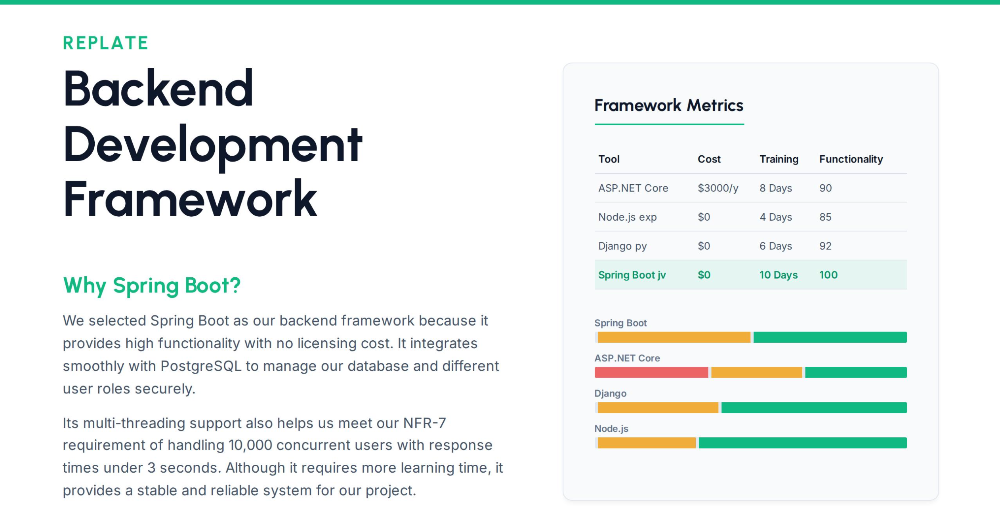 REPLATE
Backend
Development
Framework
Why Spring Boot?
We selected Spring Boot as our backend framework because it
provides high functionality with no licensing cost. It integrates
smoothly with PostgreSQL to manage our database and different
user roles securely.
Its multi-threading support also helps us meet our NFR-7
requirement of handling 10,000 concurrent users with response
times under 3 seconds. Although it requires more learning time, it
provides a stable and reliable system for our project.
Framework Metrics
Tool Cost Training Functionality
ASP.NET Core $3000/y 8 Days 90
Node.js exp $0 4 Days 85
Django py $0 6 Days 92
Spring Boot jv $0 10 Days 100
Spring Boot
ASP.NET Core
Django
Node.js